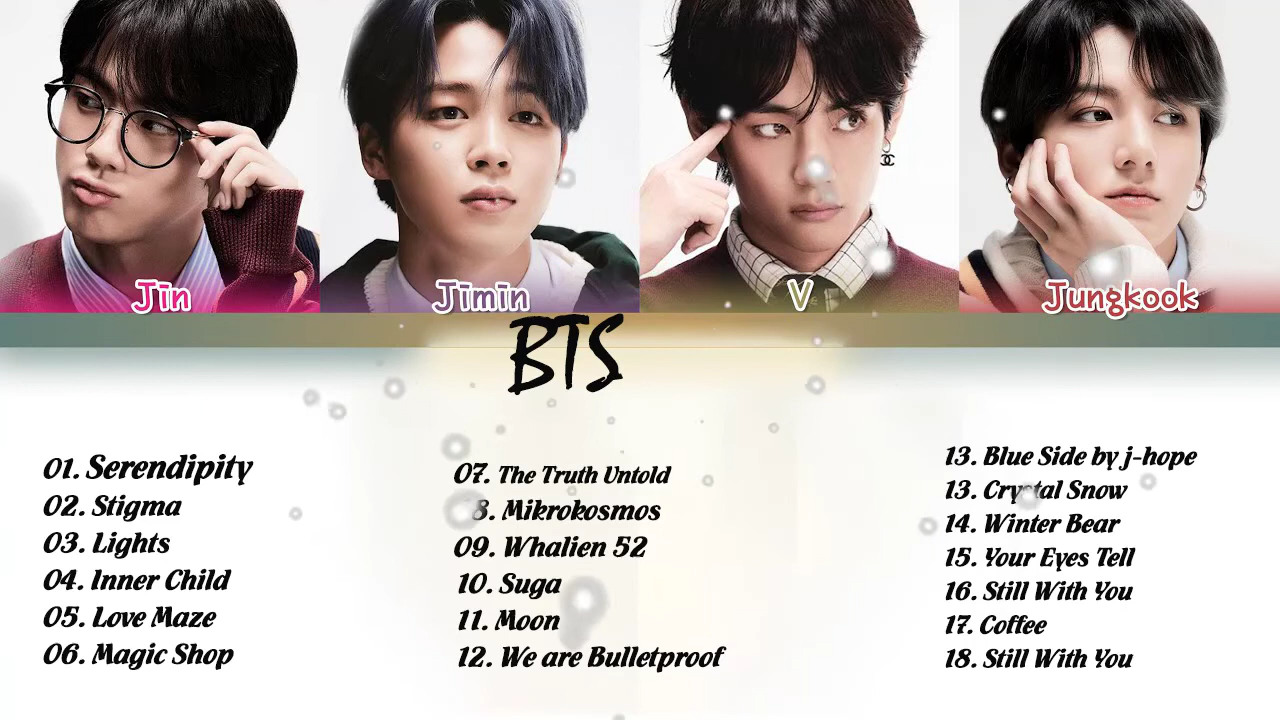 Jin
Jimin
V
Jungkook
BTS
01. Serendipity
02. Stigma
03. Lights
04. Inner Child
05. Love Maze
06. Magic Shop
07. The Truth Untold
8. Mikrokosmos
09. Whalien 52
10. Suga
11. Moon
12. We are Bulletproof
13. Blue Side by j-hope
13. Crystal Snow
14. Winter Bear
15. Your Eyes Tell
16. Still With You
17. Coffee
18. Still With You